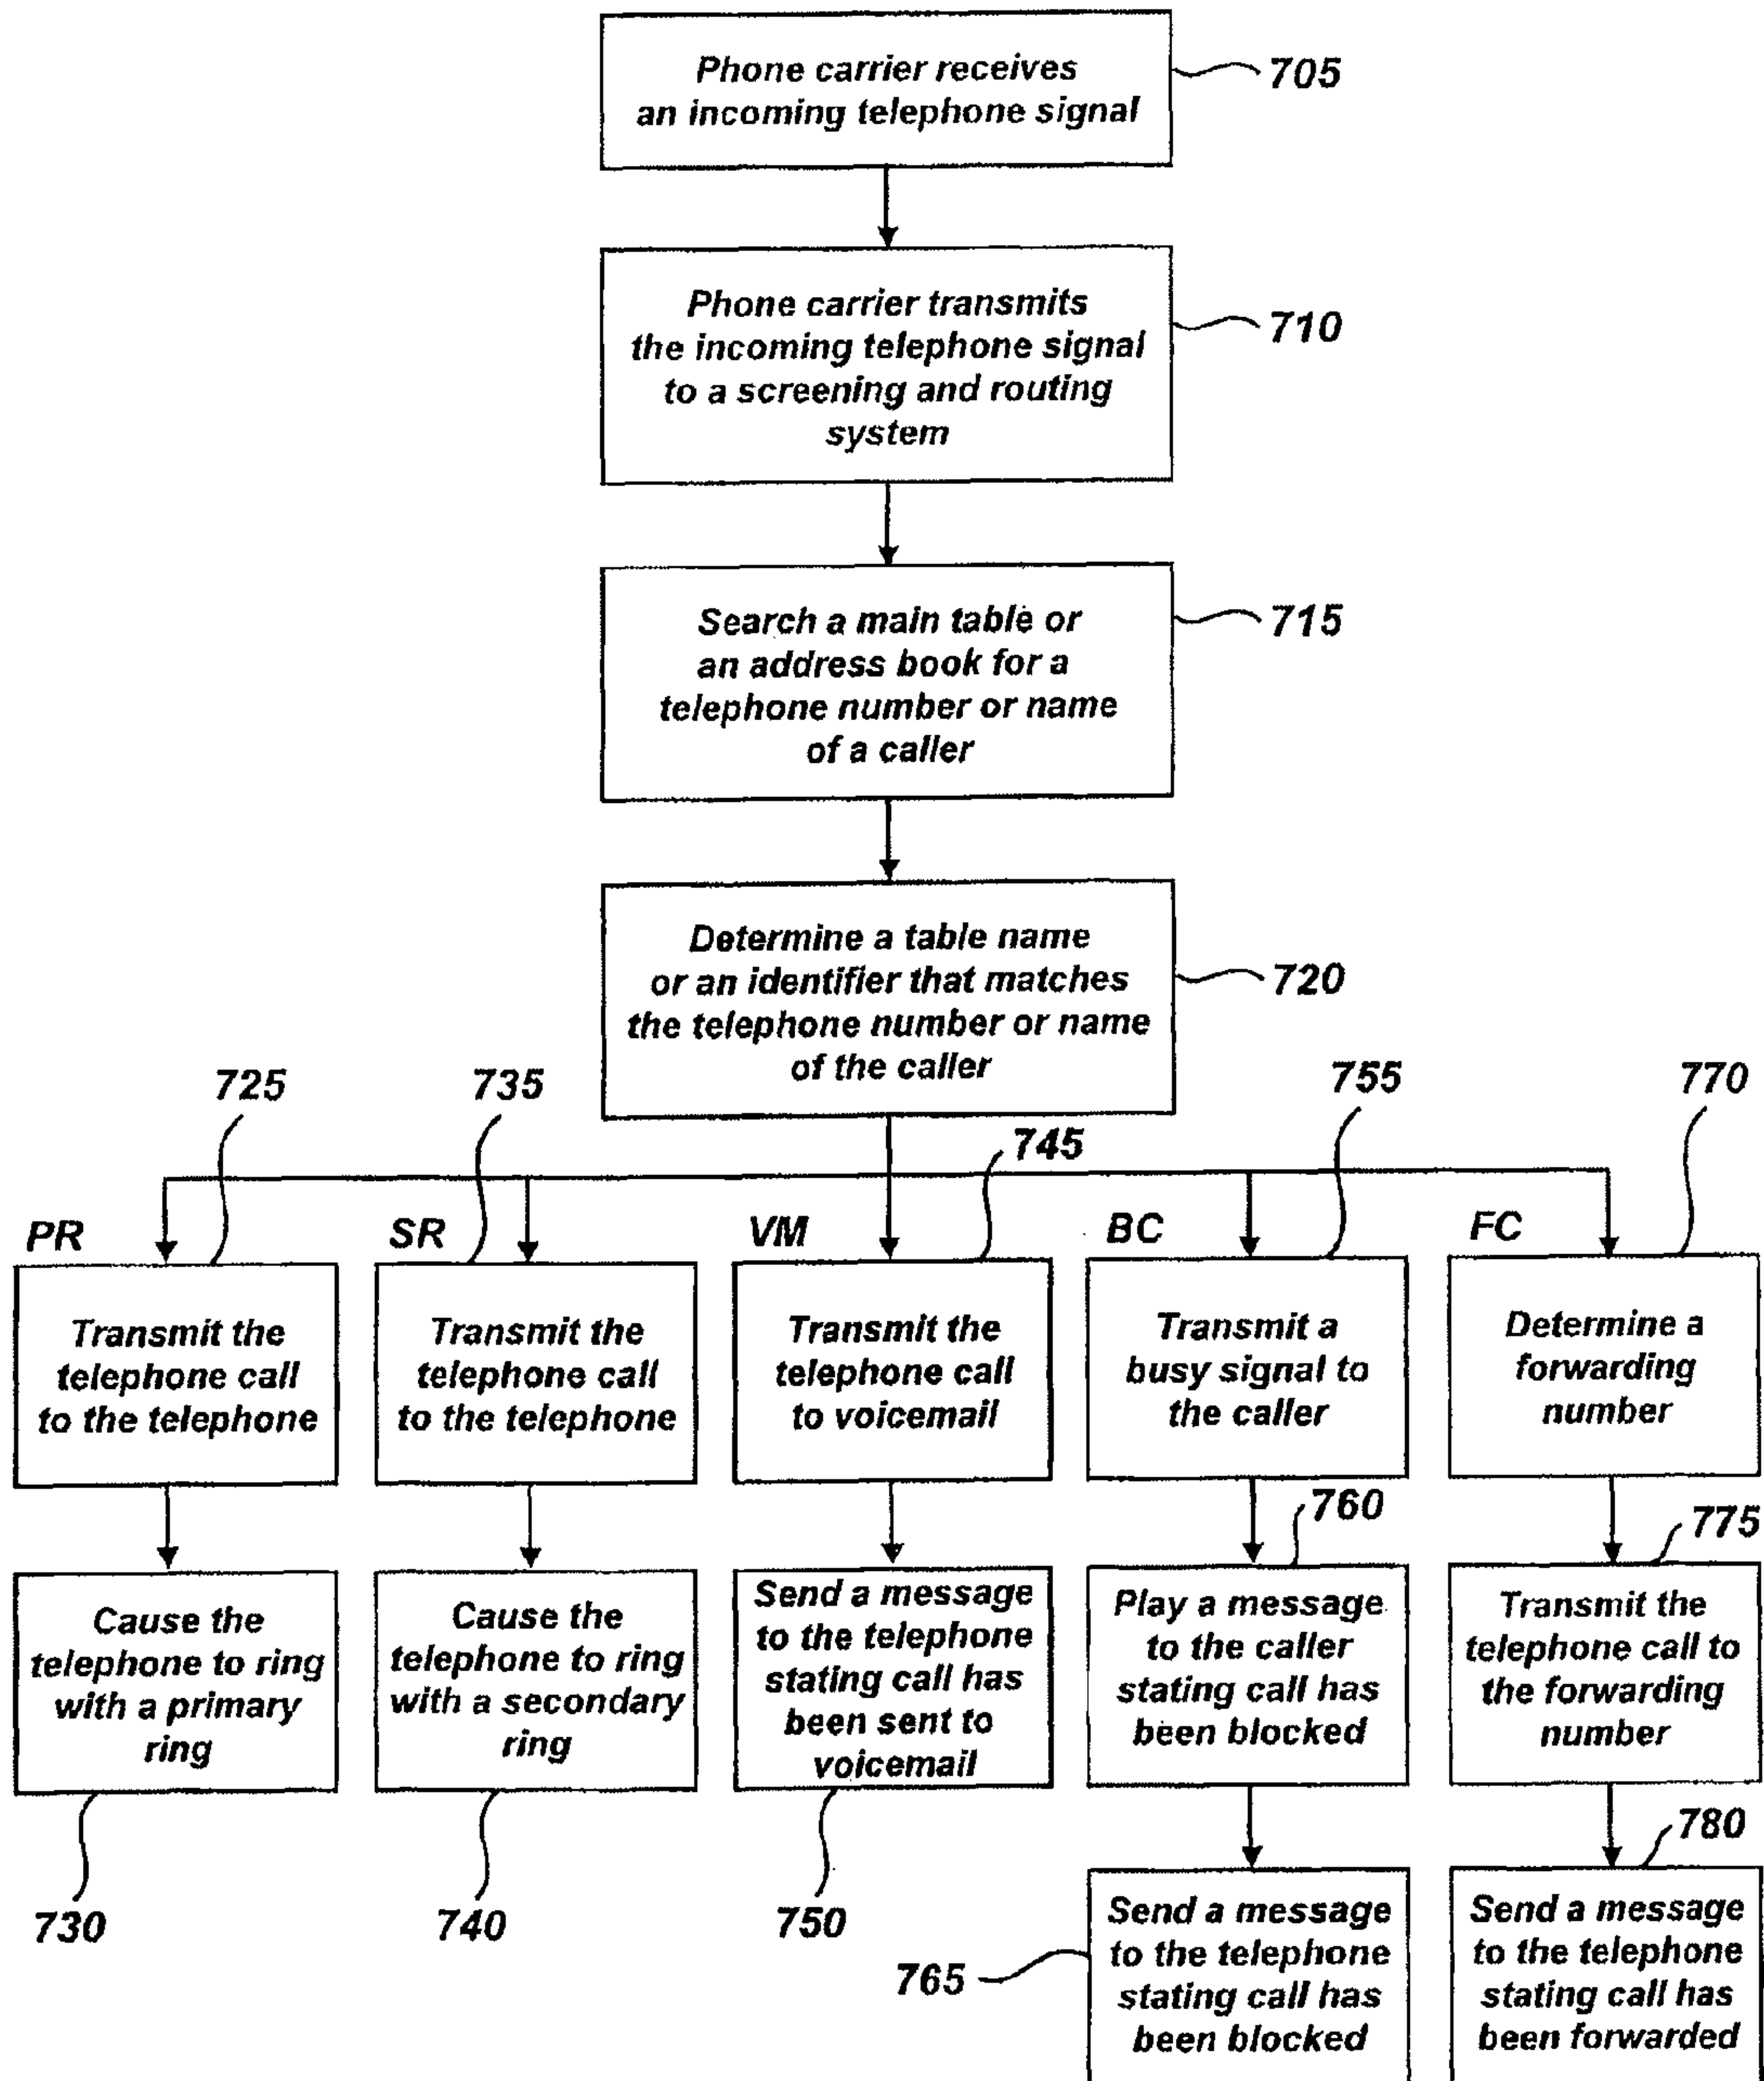 Phone carrier receives
an incoming telephone signal
705
Phone carrier transmits
the incoming telephone signal
to a screening and routing
system
710
Search a main table or
an address book for a
telephone number or name
of a caller
715
Determine a table name
or an identifier that matches
the telephone number or name
of the caller
720
725
735
745
755
770
PR
Transmit the
telephone call
to the telephone
SR
Transmit the
telephone call
to the telephone
VM
Transmit the
telephone call
to voicemail
BC
Transmit a
busy signal to
the caller
FC
Determine a
forwarding
number
760
775
Cause the
telephone to ring
with a primary
ring
Cause the
telephone to ring
with a secondary
ring
Send a message
to the telephone
stating call has
been sent to
voicemail
Play a message
to the caller
stating call has
been blocked
Transmit the
telephone call to
the forwarding
number
730
740
750
780
765
Send a message
to the telephone
stating call has
been blocked
Send a message
to the telephone
stating call has
been forwarded